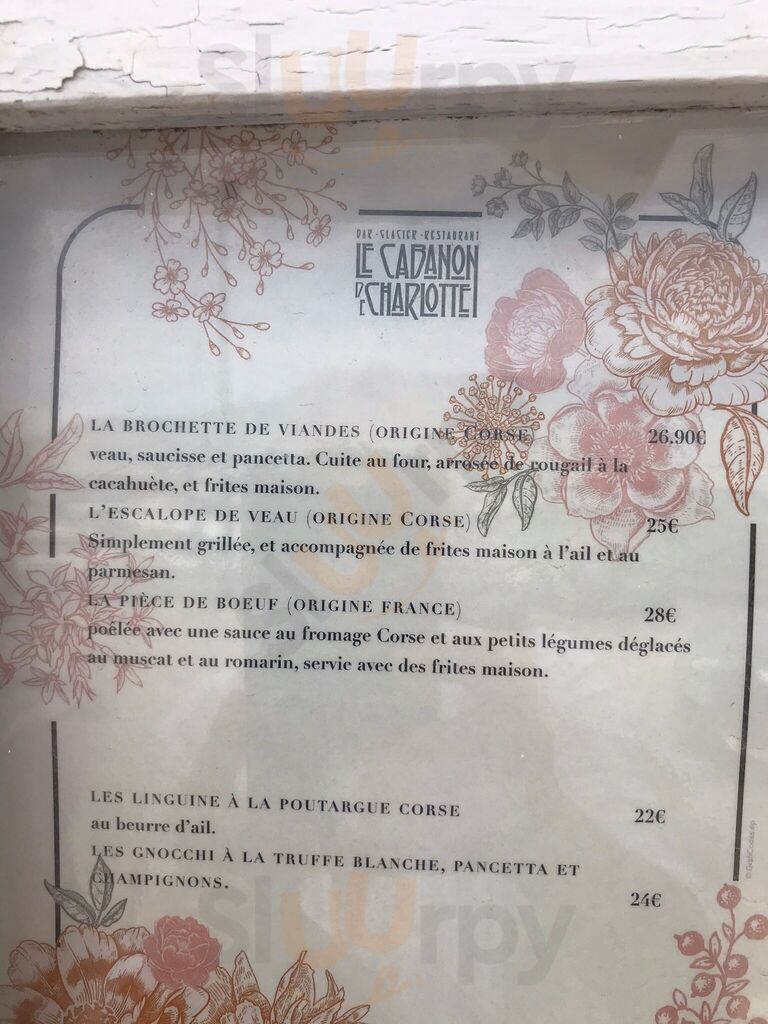 Sluurpy
BAR - GLACIER - RESTAURANT
LE CABANON
DE CHARLOTTE
LA BROCHETTE DE VIANDES (ORIGINE CORSE) 26.90€
veau, saucisse et pancetta. Cuite au four, arrosée de rougail à la
cacahuète, et frites maison.
L'ESCALOPE DE VEAU (ORIGINE CORSE) 25€
Simplement grillée, et accompagnée de frites maison à l'ail et au
parmesan.
LA PIÈCE DE BOEUF (ORIGINE FRANCE) 28€
poêlée avec une sauce au fromage Corse et aux petits légumes déglacés
au muscat et au romarin, servie avec des frites maison.
LES LINGUINE À LA POUTARGUE CORSE 22€
au beurre d'ail.
LES GNOCCHI À LA TRUFFE BLANCHE, PANCETTA ET
CHAMPIGNONS. 24€
Sluurpy